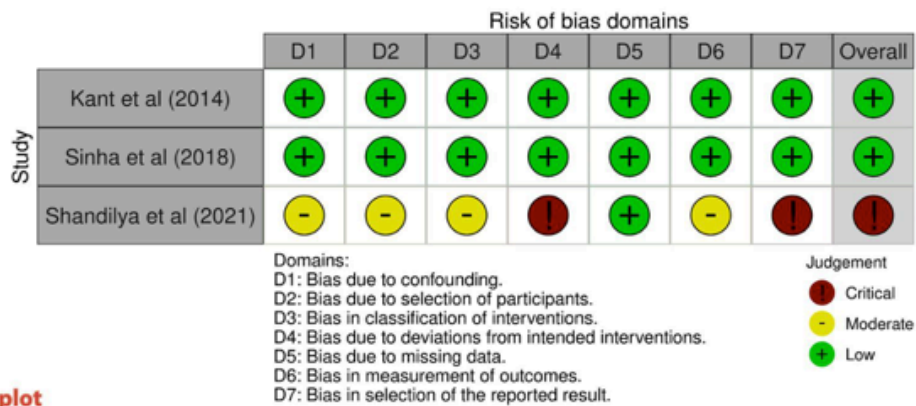 Risk of bias domains
D1 D2 D3 D4 D5 D6 D7 Overall
Study
Kant et al (2014) + + + + + + + +
Sinha et al (2018) + + + + + + + +
Shandilya et al (2021) - - - ! + - ! !
Domains:
D1: Bias due to confounding.
D2: Bias due to selection of participants.
D3: Bias in classification of interventions.
D4: Bias due to deviations from intended interventions.
D5: Bias due to missing data.
D6: Bias in measurement of outcomes.
D7: Bias in selection of the reported result.
Judgement
! Critical
- Moderate
+ Low
plot